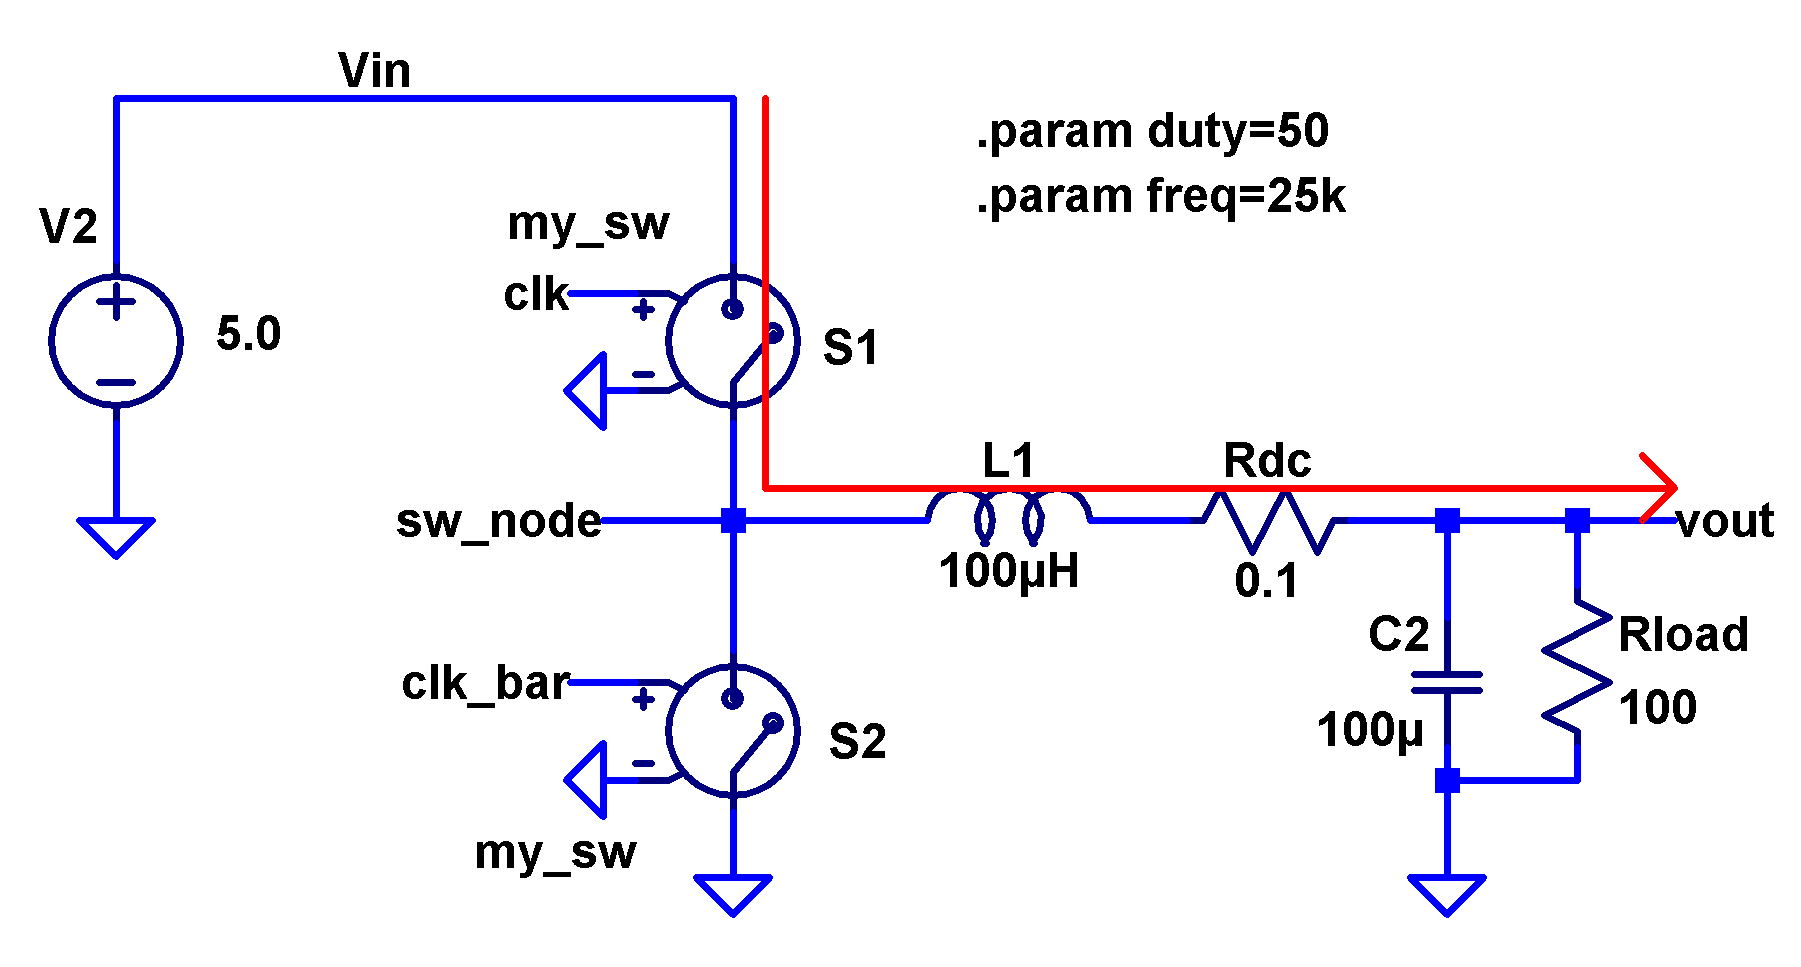 Vin
.param duty=50
.param freq=25k
V2
5.0
my_sw
clk
+
-
S1
sw_node
L1
100µH
Rdc
0.1
vout
clk_bar
+
-
S2
my_sw
C2
100µ
Rload
100